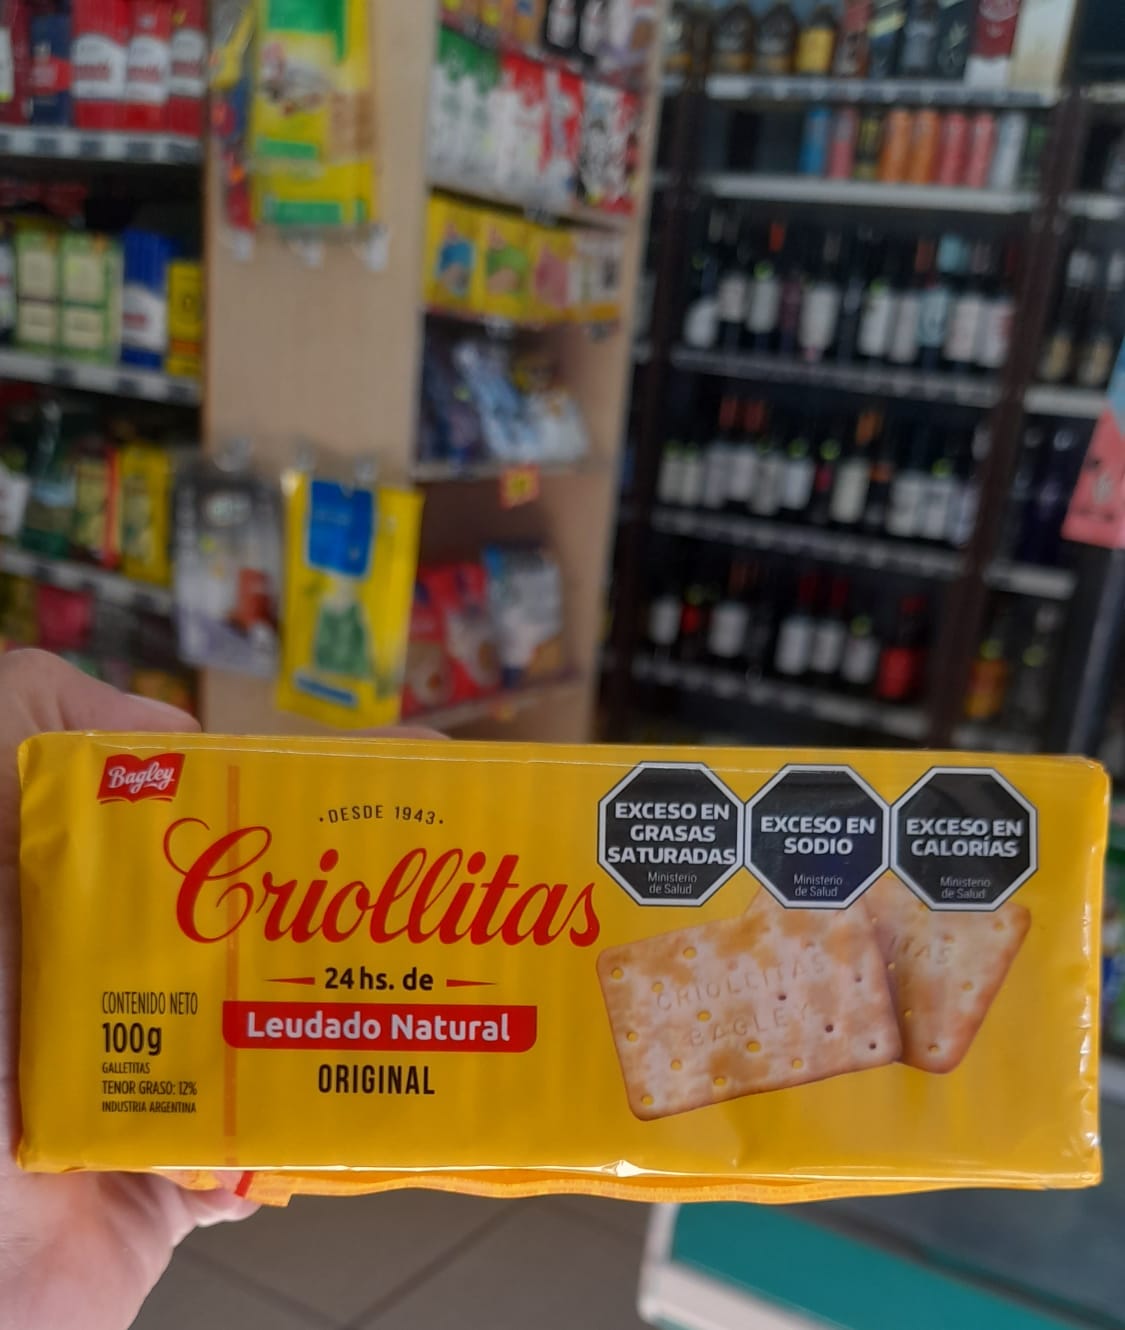 Bagley
·DESDE 1943·
Criollitas
24hs. de
Leudado Natural
ORIGINAL
CONTENIDO NETO
100g
GALLETITAS
TENOR GRASO: 12%
INDUSTRIA ARGENTINA
EXCESO EN
GRASAS
SATURADAS
Ministerio
de Salud
EXCESO EN
SODIO
Ministerio
de Salud
EXCESO EN
CALORÍAS
Ministerio
de Salud
CRIOLLITAS
BAGLEY
ITAS